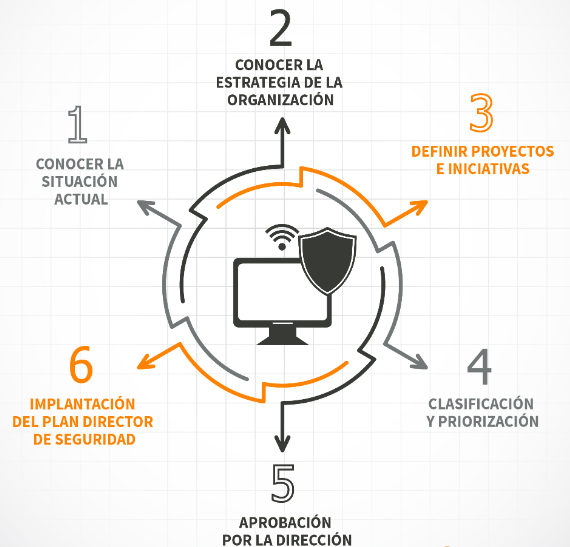 1
CONOCER LA
SITUACIÓN
ACTUAL
2
CONOCER LA
ESTRATEGIA DE LA
ORGANIZACIÓN
3
DEFINIR PROYECTOS
E INICIATIVAS
4
CLASIFICACIÓN
Y PRIORIZACIÓN
5
APROBACIÓN
POR LA DIRECCIÓN
6
IMPLANTACIÓN
DEL PLAN DIRECTOR
DE SEGURIDAD